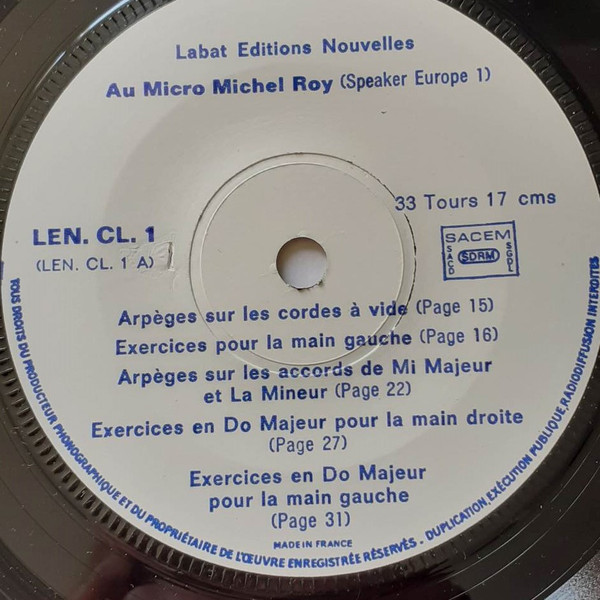 Labat Editions Nouvelles
Au Micro Michel Roy (Speaker Europe 1)
33 Tours 17 cms
LEN. CL. 1
(LEN. CL. 1 A)
SACEM
SACD
SDRM
SGDL
Arpèges sur les cordes à vide (Page 15)
Exercices pour la main gauche (Page 16)
Arpèges sur les accords de Mi Majeur
et La Mineur (Page 22)
Exercices en Do Majeur pour la main droite
(Page 27)
Exercices en Do Majeur
pour la main gauche
(Page 31)
MADE IN FRANCE
TOUS DROITS DU PRODUCTEUR PHONOGRAPHIQUE ET DU PROPRIÉTAIRE DE L'ŒUVRE ENREGISTRÉE RÉSERVÉS. DUPLICATION, EXÉCUTION PUBLIQUE, RADIODIFFUSION INTERDITES